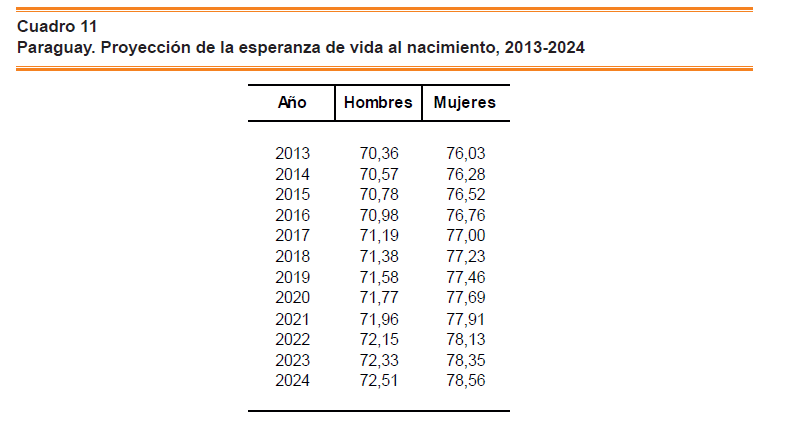 Cuadro 11
Paraguay. Proyección de la esperanza de vida al nacimiento, 2013-2024
Año Hombres Mujeres
2013 70,36 76,03
2014 70,57 76,28
2015 70,78 76,52
2016 70,98 76,76
2017 71,19 77,00
2018 71,38 77,23
2019 71,58 77,46
2020 71,77 77,69
2021 71,96 77,91
2022 72,15 78,13
2023 72,33 78,35
2024 72,51 78,56